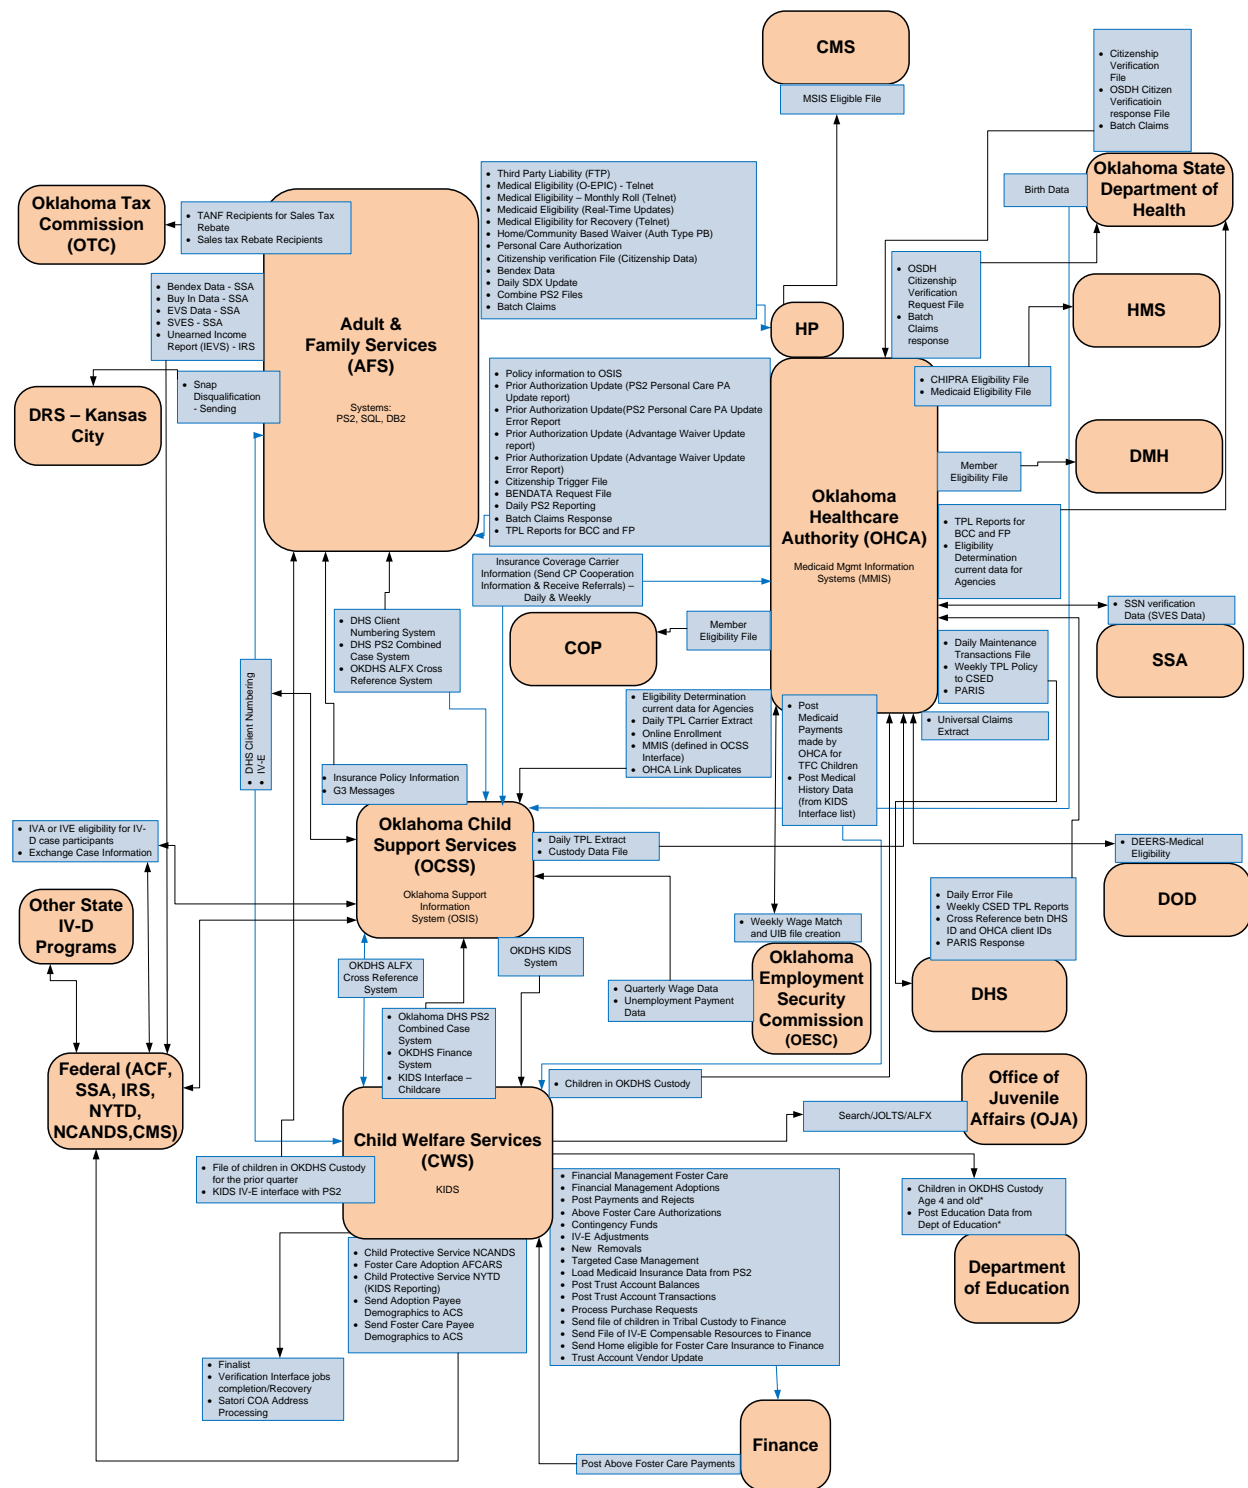 CMS
MSIS Eligible File
Citizenship
Verification
File
OSDH Citizen
Verificatioin
response File
Batch Claims
Oklahoma State
Department of
Health
Birth Data
Oklahoma Tax
Commission
(OTC)
TANF Recipients for Sales Tax
Rebate
Sales tax Rebate Recipients
Third Party Liability (FTP)
Medical Eligibility (O-EPIC) - Telnet
Medical Eligibility – Monthly Roll (Telnet)
Medicaid Eligibility (Real-Time Updates)
Medical Eligibility for Recovery (Telnet)
Home/Community Based Waiver (Auth Type PB)
Personal Care Authorization
Citizenship verification File (Citizenship Data)
Bendex Data
Daily SDX Update
Combine PS2 Files
Batch Claims
Bendex Data - SSA
Buy In Data - SSA
EVS Data - SSA
SVES - SSA
Unearned Income
Report (IEVS) - IRS
Adult &
Family Services
(AFS)
Systems:
PS2, SQL, DB2
HP
OSDH
Citizenship
Verification
Request File
Batch
Claims
response
HMS
CHIPRA Eligibility File
Medicaid Eligibility File
DRS – Kansas
City
Snap
Disqualification
- Sending
Policy information to OSIS
Prior Authorization Update (PS2 Personal Care PA
Update report)
Prior Authorization Update(PS2 Personal Care PA Update
Error Report
Prior Authorization Update (Advantage Waiver Update
report)
Prior Authorization Update (Advantage Waiver Update
Error Report)
Citizenship Trigger File
BENDATA Request File
Daily PS2 Reporting
Batch Claims Response
TPL Reports for BCC and FP
Oklahoma
Healthcare
Authority (OHCA)
Medicaid Mgmt Information
Systems (MMIS)
Member
Eligibility File
DMH
TPL Reports for
BCC and FP
Eligibility
Determination
current data for
Agencies
Insurance Coverage Carrier
Information (Send CP Cooperation
Information & Receive Referrals) –
Daily & Weekly
SSN verification
Data (SVES Data)
SSA
COP
Member
Eligibility File
DHS Client
Numbering System
DHS PS2 Combined
Case System
OKDHS ALFX Cross
Reference System
Daily Maintenance
Transactions File
Weekly TPL Policy
to CSED
PARIS
DHS Client Numbering
IV-E
Eligibility Determination
current data for Agencies
Daily TPL Carrier Extract
Online Enrollment
MMIS (defined in OCSS
Interface)
OHCA Link Duplicates
Post
Medicaid
Payments
made by
OHCA for
TFC Children
Post Medical
History Data
(from KIDS
Interface list)
Universal Claims
Extract
Insurance Policy Information
G3 Messages
Oklahoma Child
Support Services
(OCSS)
Oklahoma Support
Information
System (OSIS)
Daily TPL Extract
Custody Data File
IVA or IVE eligibility for IV-
D case participants
Exchange Case Information
DEERS-Medical
Eligibility
DOD
Other State
IV-D
Programs
Daily Error File
Weekly CSED TPL Reports
Cross Reference betn DHS
ID and OHCA client IDs
PARIS Response
DHS
Weekly Wage Match
and UIB file creation
Oklahoma
Employment
Security
Commission
(OESC)
OKDHS ALFX
Cross Reference
System
OKDHS KIDS
System
Quarterly Wage Data
Unemployment Payment
Data
Oklahoma DHS PS2
Combined Case
System
OKDHS Finance
System
KIDS Interface –
Childcare
Federal (ACF,
SSA, IRS,
NYTD,
NCANDS,CMS)
Children in OKDHS Custody
Office of
Juvenile
Affairs (OJA)
Search/JOLTS/ALFX
Child Welfare Services
(CWS)
KIDS
File of children in OKDHS Custody
for the prior quarter
KIDS IV-E interface with PS2
Financial Management Foster Care
Financial Management Adoptions
Post Payments and Rejects
Above Foster Care Authorizations
Contingency Funds
IV-E Adjustments
New  Removals
Targeted Case Management
Load Medicaid Insurance Data from PS2
Post Trust Account Balances
Post Trust Account Transactions
Process Purchase Requests
Send file of children in Tribal Custody to Finance
Send File of IV-E Compensable Resources to Finance
Send Home eligible for Foster Care Insurance to Finance
Trust Account Vendor Update
Children in OKDHS Custody
Age 4 and old*
Post Education Data from
Dept of Education*
Department
of Education
Child Protective Service NCANDS
Foster Care Adoption AFCARS
Child Protective Service NYTD
(KIDS Reporting)
Send Adoption Payee
Demographics to ACS
Send Foster Care Payee
Demographics to ACS
Finalist
Verification Interface jobs
completion/Recovery
Satori COA Address
Processing
Finance
Post Above Foster Care Payments